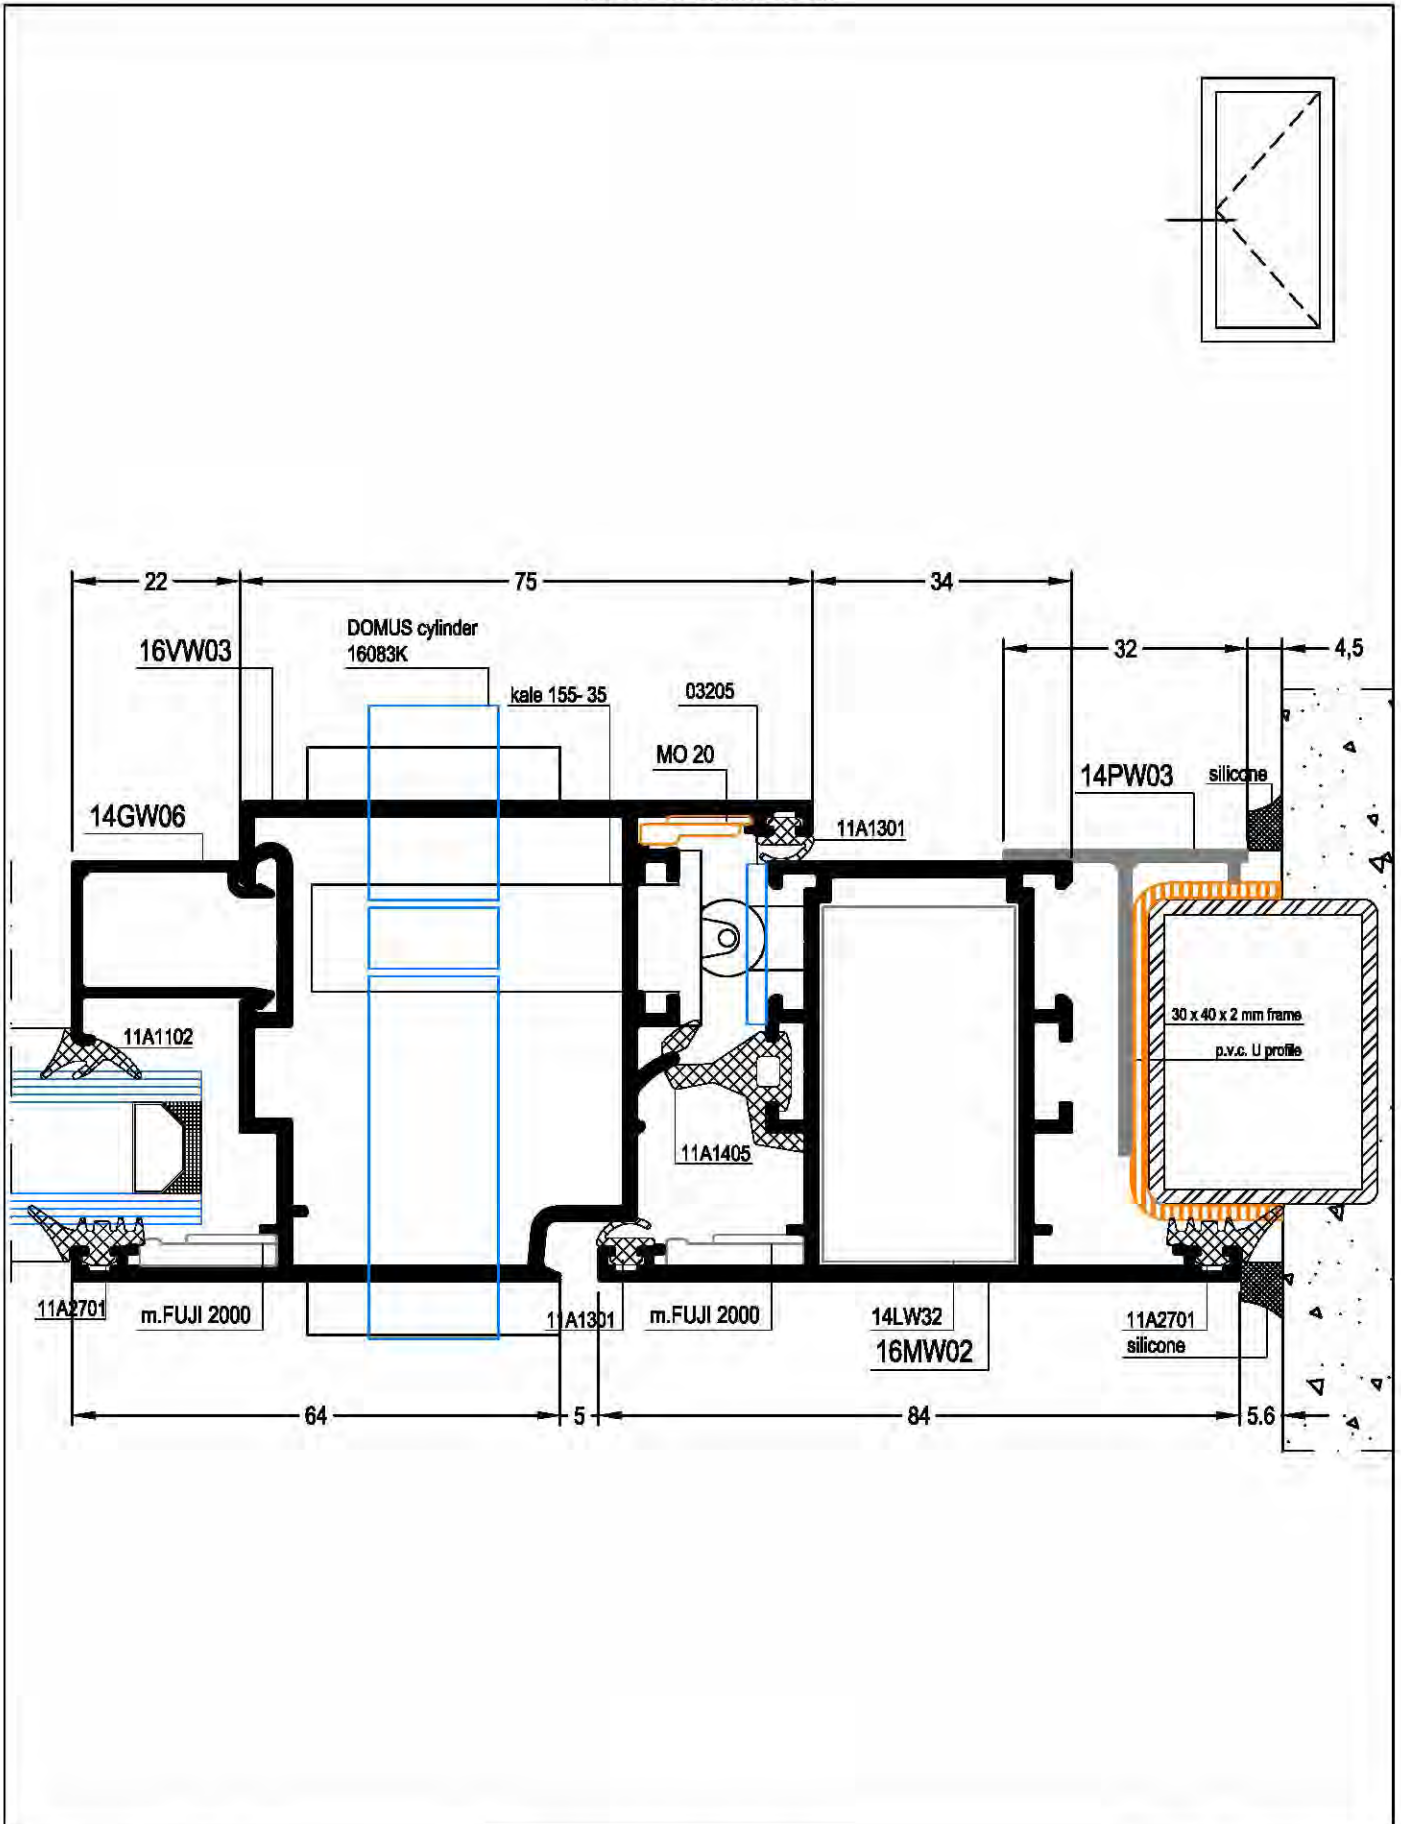 22
75
34
DOMUS cylinder
16083K
16VW03
32
4,5
kale 155- 35
03205
MO 20
14PW03
silicone
14GW06
11A1301
30 x 40 x 2 mm frame
11A1102
p.v.c. U profile
11A1405
11A2701
m.FUJI 2000
11A1301
m.FUJI 2000
14LW32
11A2701
16MW02
silicone
64
5
84
5.6